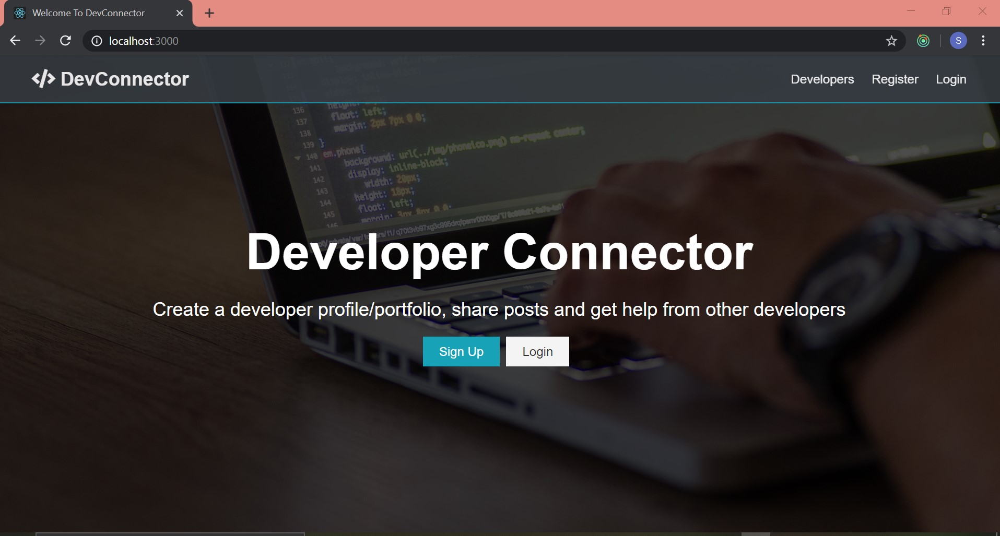 Welcome To DevConnector
localhost:3000
S
</> DevConnector
Developers Register Login
136 height:
137 float: left;
138 margin: 2px 7px 0 0;
139 }
140 em.phone{
141 background: url(../img/phoneico.png) no-repeat center;
142 display: inline-block;
143 width: 20px;
144 height: 18px;
145 float: left;
146 margin: 3px 8px 0 0;
Developer Connector
Create a developer profile/portfolio, share posts and get help from other developers
Sign Up Login